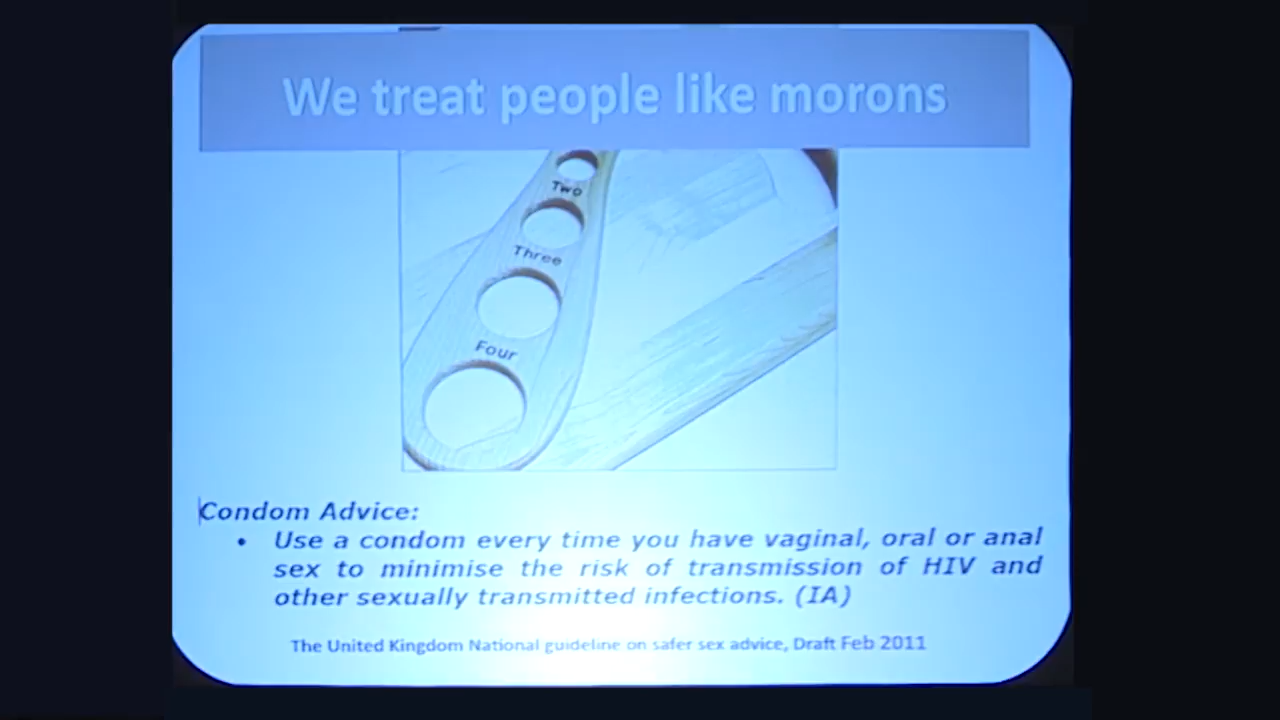 We treat people like morons
Two
Three
Four
Condom Advice:
• Use a condom every time you have vaginal, oral or anal
sex to minimise the risk of transmission of HIV and
other sexually transmitted infections. (IA)
The United Kingdom National guideline on safer sex advice, Draft Feb 2011